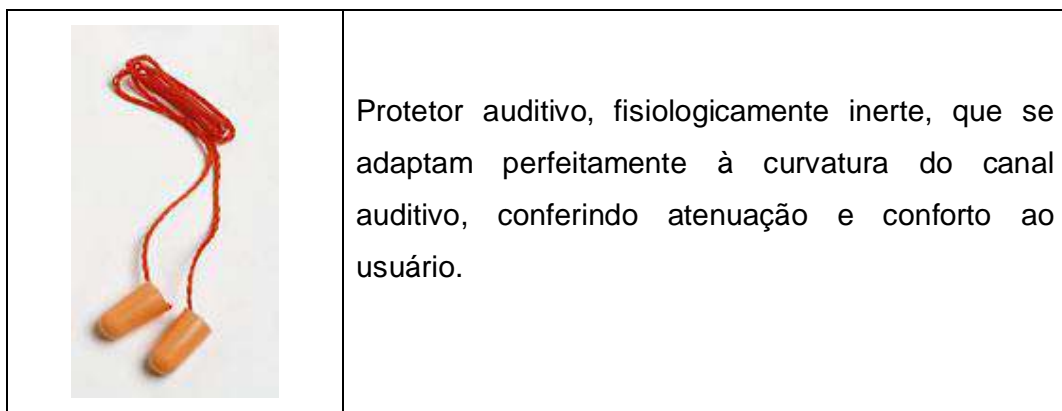 Protetor auditivo, fisiologicamente inerte, que se
adaptam perfeitamente à curvatura do canal
auditivo, conferindo atenuação e conforto ao
usuário.